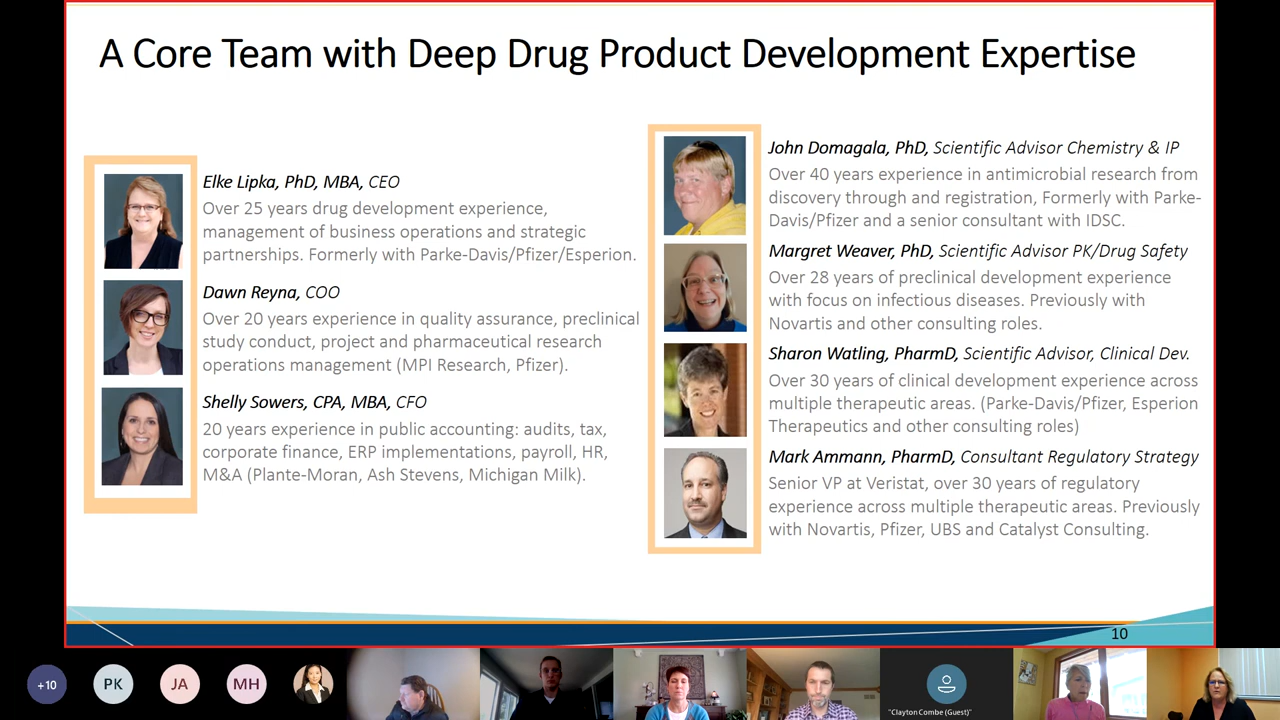 A Core Team with Deep Drug Product Development Expertise
Elke Lipka, PhD, MBA, CEO
Over 25 years drug development experience,
management of business operations and strategic
partnerships. Formerly with Parke-Davis/Pfizer/Esperion.
Dawn Reyna, COO
Over 20 years experience in quality assurance, preclinical
study conduct, project and pharmaceutical research
operations management (MPI Research, Pfizer).
Shelly Sowers, CPA, MBA, CFO
20 years experience in public accounting: audits, tax,
corporate finance, ERP implementations, payroll, HR,
M&A (Plante-Moran, Ash Stevens, Michigan Milk).
John Domagala, PhD, Scientific Advisor Chemistry & IP
Over 40 years experience in antimicrobial research from
discovery through and registration, Formerly with Parke-
Davis/Pfizer and a senior consultant with IDSC.
Margret Weaver, PhD, Scientific Advisor PK/Drug Safety
Over 28 years of preclinical development experience
with focus on infectious diseases. Previously with
Novartis and other consulting roles.
Sharon Watling, PharmD, Scientific Advisor, Clinical Dev.
Over 30 years of clinical development experience across
multiple therapeutic areas. (Parke-Davis/Pfizer, Esperion
Therapeutics and other consulting roles)
Mark Ammann, PharmD, Consultant Regulatory Strategy
Senior VP at Veristat, over 30 years of regulatory
experience across multiple therapeutic areas. Previously
with Novartis, Pfizer, UBS and Catalyst Consulting.
10
+10
PK
JA
MH
"Clayton Combe (Guest)"